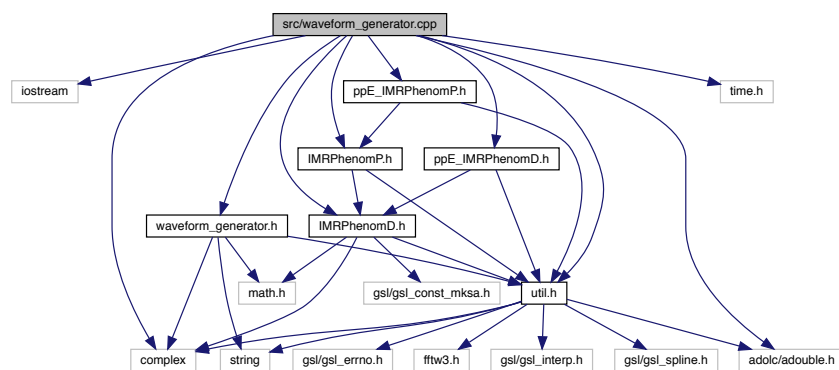 src/waveform_generator.cpp
iostream
ppE_IMRPhenomP.h
time.h
IMRPhenomP.h
ppE_IMRPhenomD.h
waveform_generator.h
IMRPhenomD.h
math.h
gsl/gsl_const_mksa.h
util.h
complex
string
gsl/gsl_errno.h
fftw3.h
gsl/gsl_interp.h
gsl/gsl_spline.h
adolc/adouble.h